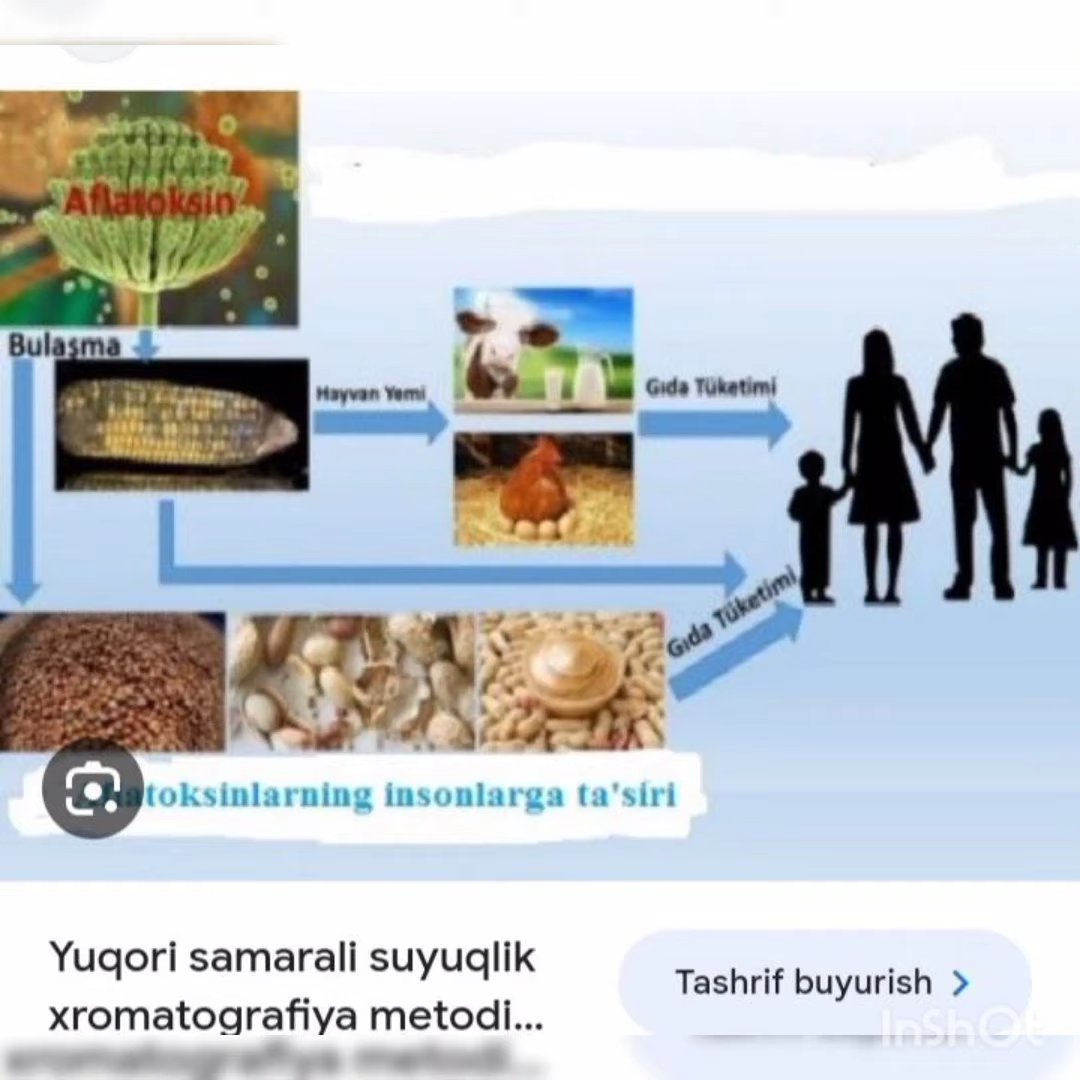 Aflatoksin
Bulaşma
Hayvan Yemi
Gıda Tüketimi
Gıda Tüketimi
toksinlarning insonlarga ta'siri
Yuqori samarali suyuqlik
xromatografiya metodi...
Tashrif buyurish
InShOt